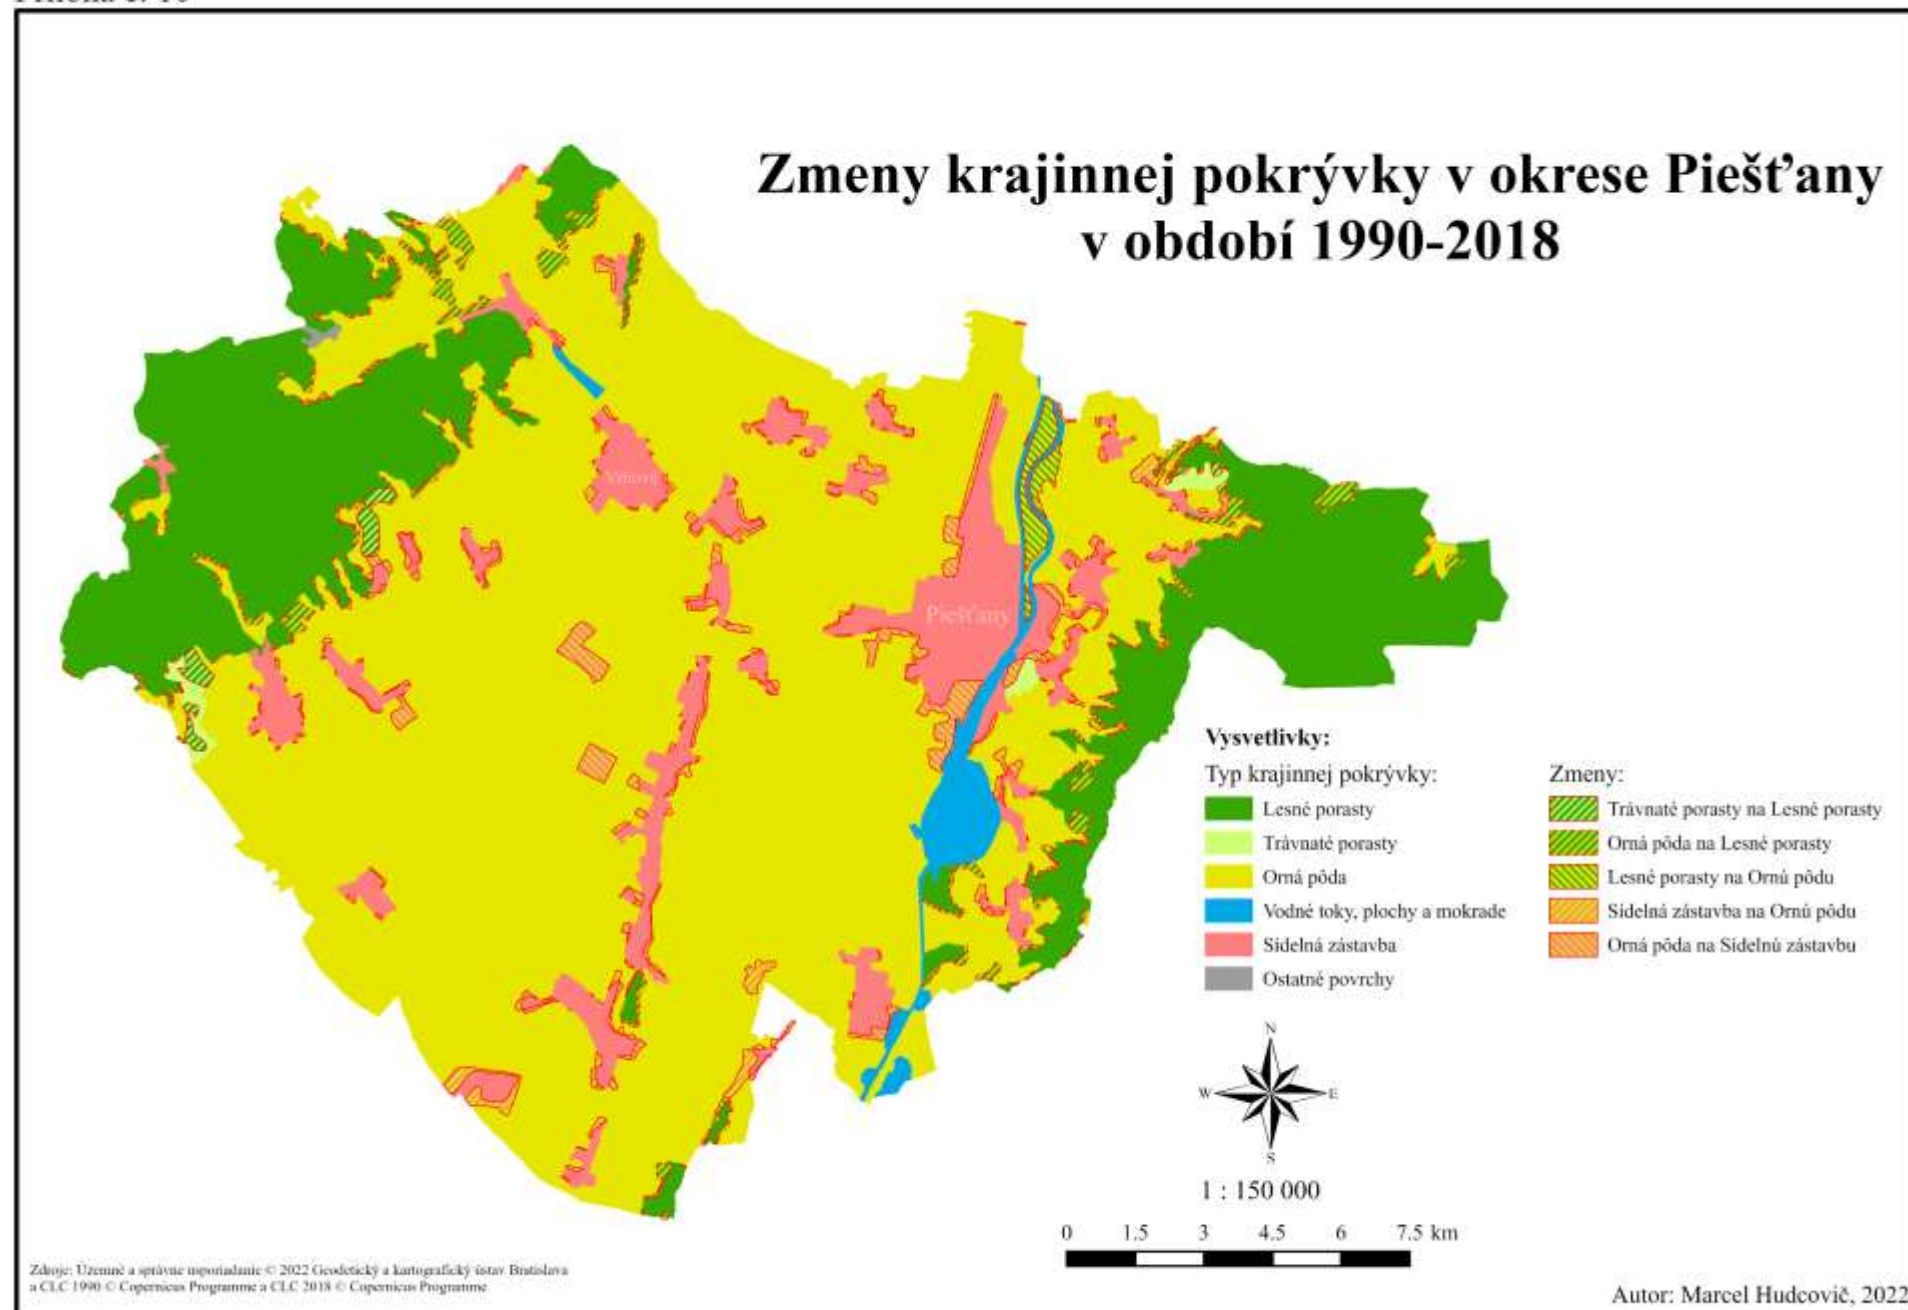 Zmeny krajinnej pokrývky v okrese Piešťany
v období 1990-2018
Vrbové
Piešťany
Vysvetlivky:
Typ krajinnej pokrývky:
Lesné porasty
Trávnaté porasty
Orná pôda
Vodné toky, plochy a mokrade
Sídelná zástavba
Ostatné povrchy
Zmeny:
Trávnaté porasty na Lesné porasty
Orná pôda na Lesné porasty
Lesné porasty na Ornú pôdu
Sídelná zástavba na Ornú pôdu
Orná pôda na Sídelnú zástavbu
N
W E
S
1 : 150 000
0 1.5 3 4.5 6 7.5 km
Zdroje: Územné a správne usporiadanie © 2022 Geodetický a kartografický ústav Bratislava
a CLC 1990 © Copernicus Programme a CLC 2018 © Copernicus Programme
Autor: Marcel Hudcovič, 2022